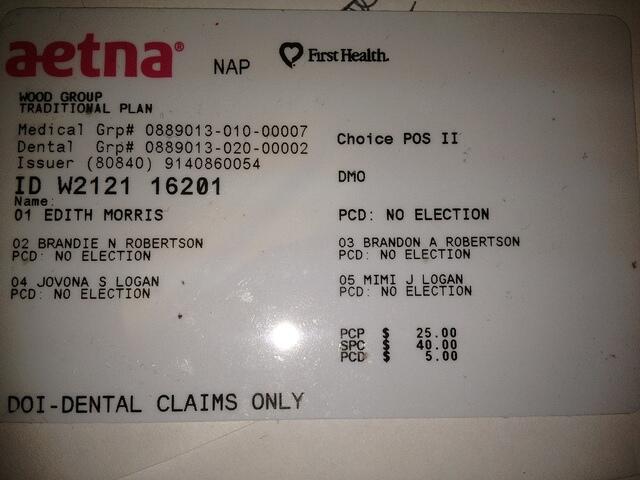 aetna® NAP First Health.
WOOD GROUP
TRADITIONAL PLAN
Medical Grp# 0889013-010-00007
Dental Grp# 0889013-020-00002
Issuer (80840) 9140860054
Choice POS II
ID W2121 16201
DMO
Name:
01 EDITH MORRIS PCD: NO ELECTION
02 BRANDIE N ROBERTSON
PCD: NO ELECTION
03 BRANDON A ROBERTSON
PCD: NO ELECTION
04 JOVONA S LOGAN
PCD: NO ELECTION
05 MIMI J LOGAN
PCD: NO ELECTION
PCP $ 25.00
SPC $ 40.00
PCD $ 5.00
DOI-DENTAL CLAIMS ONLY